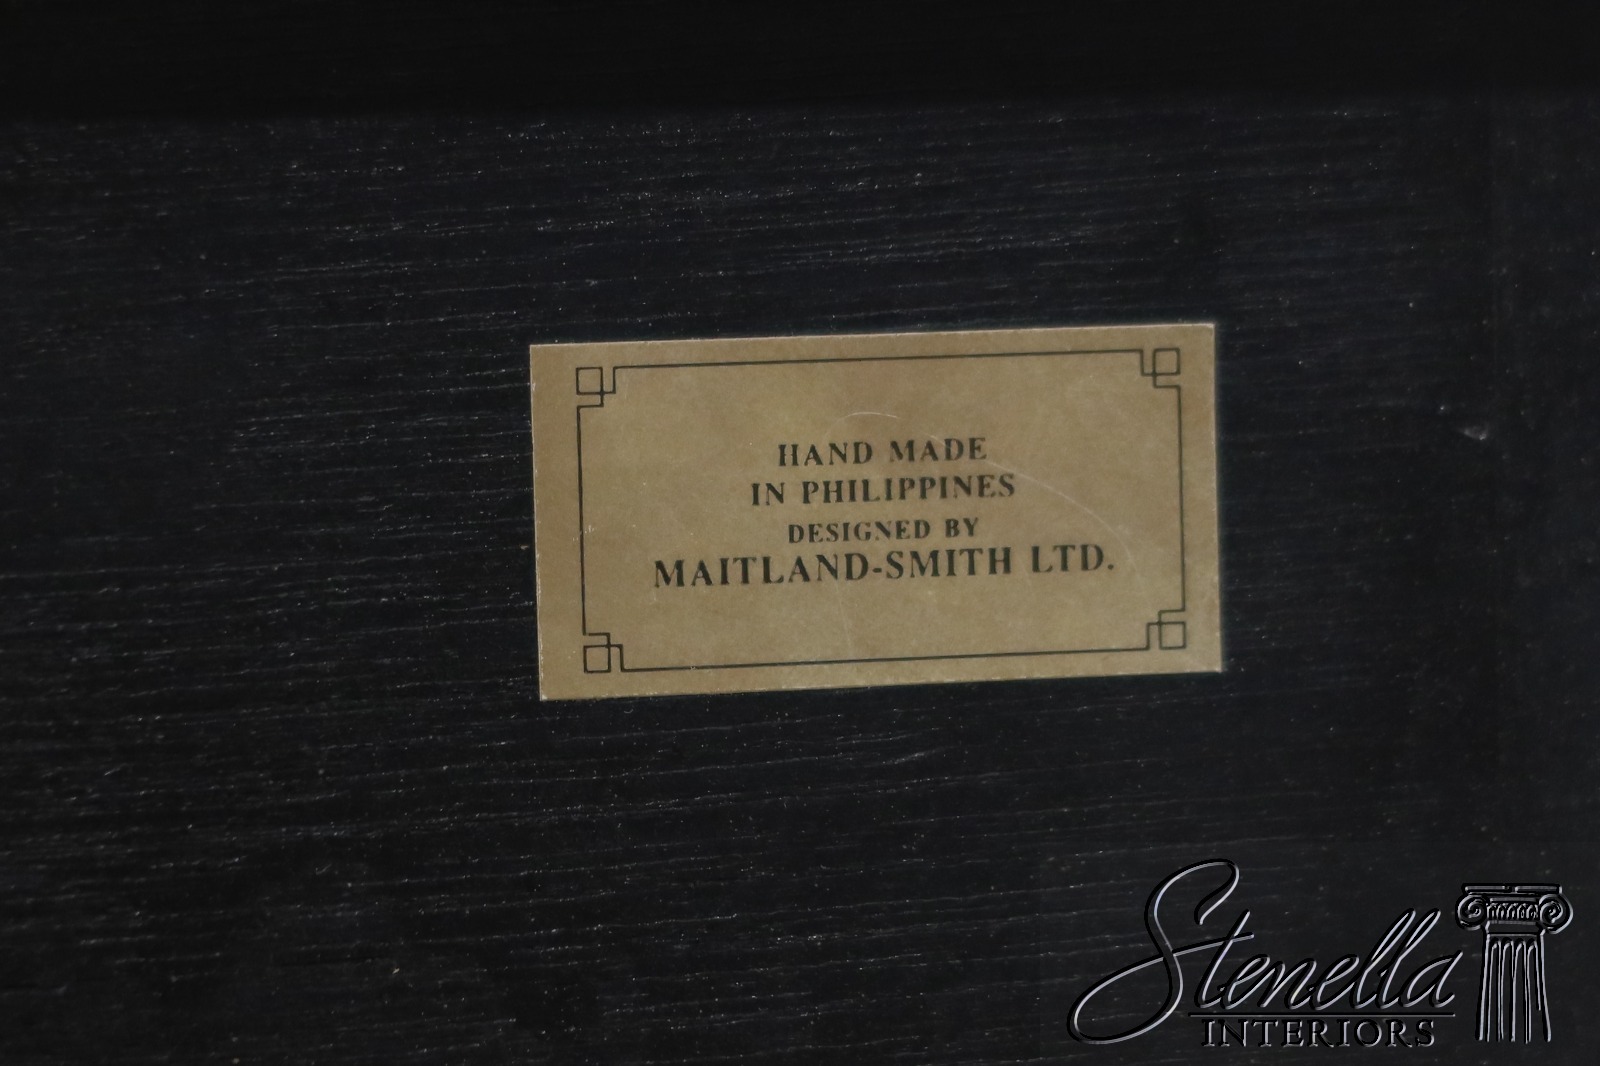 HAND MADE
IN PHILIPPINES
DESIGNED BY
MAITLAND-SMITH LTD.
Stenella
INTERIORS